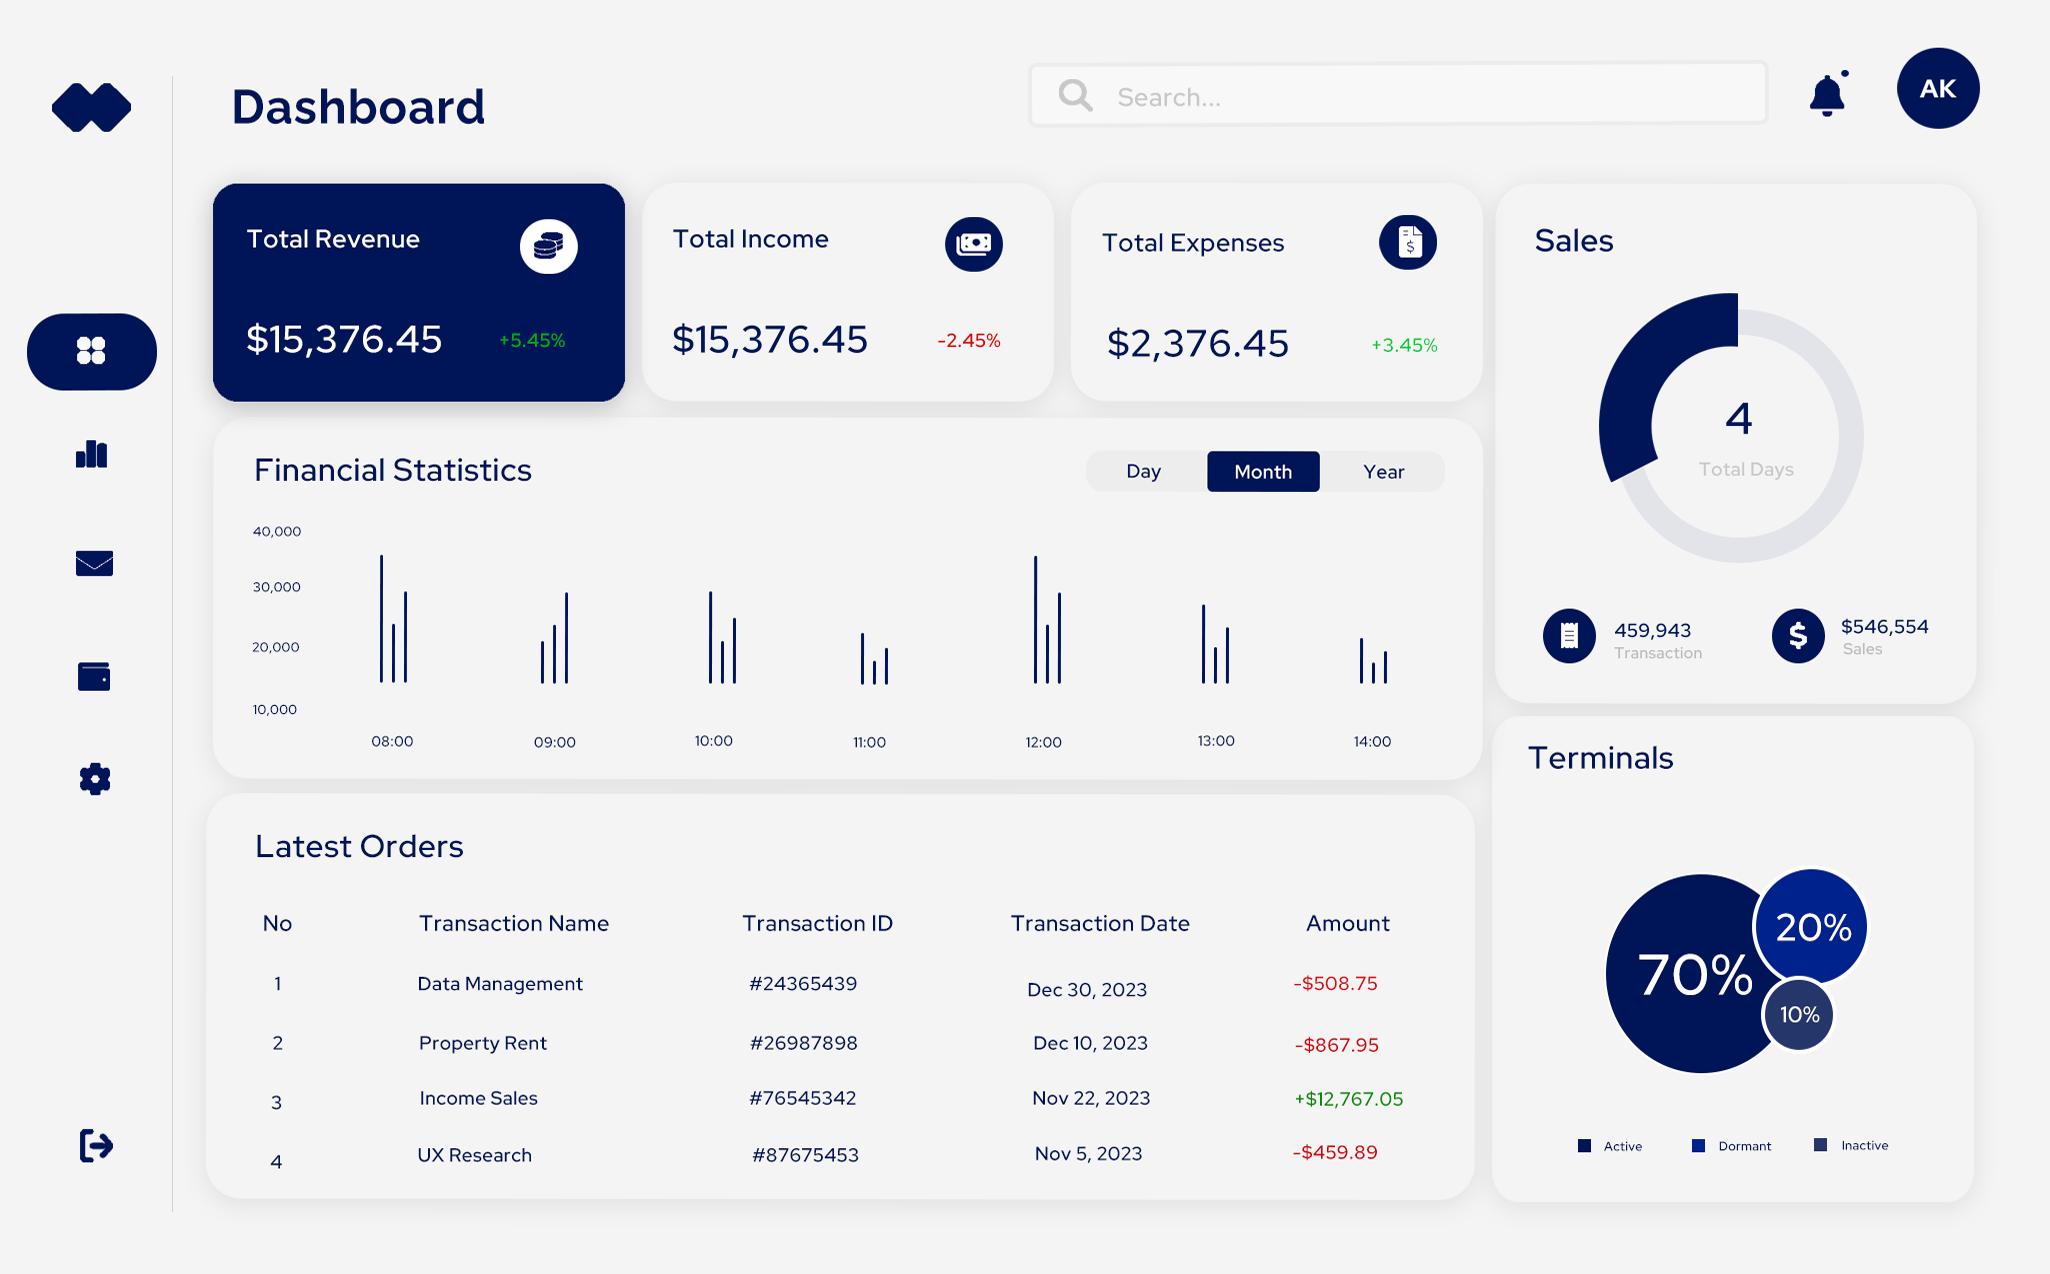 Dashboard
Search...
AK
Total Revenue
$15,376.45
+5.45%
Total Income
$15,376.45
-2.45%
Total Expenses
$
$2,376.45
+3.45%
Sales
4
Total Days
459,943
Transaction
$
$546,554
Sales
Financial Statistics
Day
Month
Year
40,000
30,000
20,000
10,000
08:00
09:00
10:00
11:00
12:00
13:00
14:00
Terminals
70%
20%
10%
Active
Dormant
Inactive
Latest Orders
No Transaction Name Transaction ID Transaction Date Amount
1 Data Management #24365439 Dec 30, 2023 -$508.75
2 Property Rent #26987898 Dec 10, 2023 -$867.95
3 Income Sales #76545342 Nov 22, 2023 +$12,767.05
4 UX Research #87675453 Nov 5, 2023 -$459.89